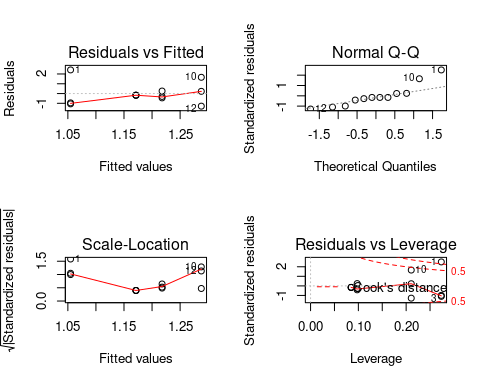 Residuals vs Fitted
Residuals
2
-1
1
10
12
1.05
1.15
1.25
Fitted values
Normal Q-Q
Standardized residuals
1
-1
12
10
1
-1.5
-0.5
0.5
1.5
Theoretical Quantiles
Scale-Location
√|Standardized residuals|
1.5
0.0
1
10
12
1.05
1.15
1.25
Fitted values
Residuals vs Leverage
Standardized residuals
2
-1
Cook's distance
1
10
3
0.5
0.5
0.00
0.10
0.20
Leverage